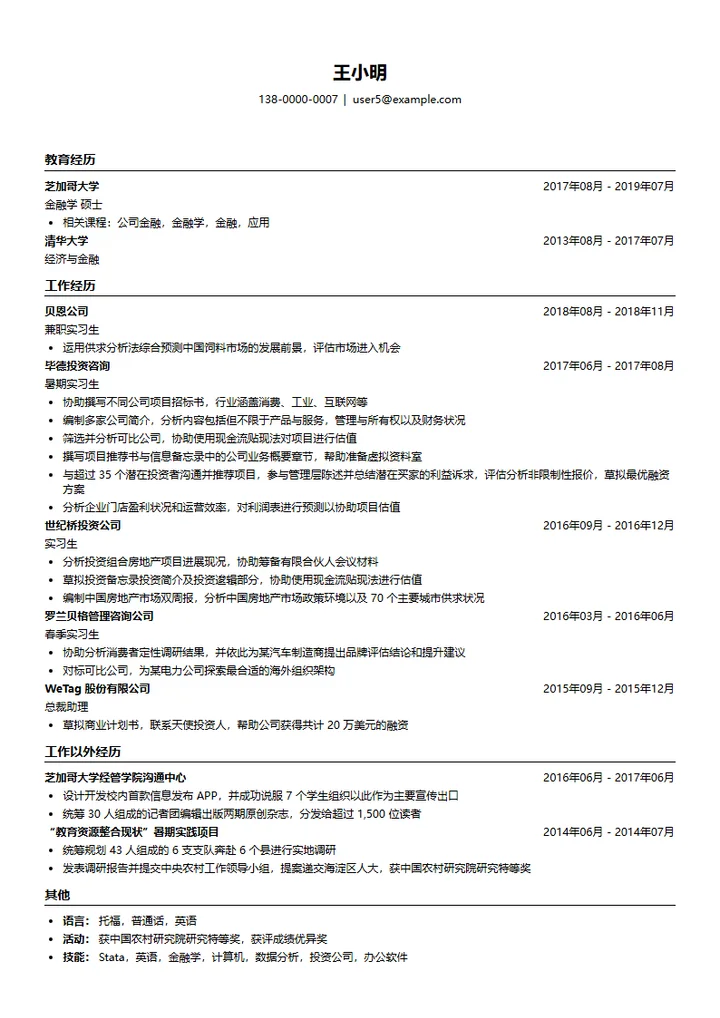 王小明
138-0000-0007 | user5@example.com
教育经历
芝加哥大学 2017年08月 - 2019年07月
金融学 硕士
• 相关课程：公司金融，金融学，金融，应用
清华大学 2013年08月 - 2017年07月
经济与金融
工作经历
贝恩公司 2018年08月 - 2018年11月
兼职实习生
• 运用供求分析法综合预测中国饲料市场的发展前景，评估市场进入机会
毕德投资咨询 2017年06月 - 2017年08月
暑期实习生
• 协助撰写不同公司项目招标书，行业涵盖消费、工业、互联网等
• 编制多家公司简介，分析内容包括但不限于产品与服务，管理与所有权以及财务状况
• 筛选并分析可比公司，协助使用现金流贴现法对项目进行估值
• 撰写项目推荐书与信息备忘录中的公司业务概要章节，帮助准备虚拟资料室
• 与超过 35 个潜在投资者沟通并推荐项目，参与管理层陈述并总结潜在买家的利益诉求，评估分析非限制性报价，草拟最优融资
方案
• 分析企业门店盈利状况和运营效率，对利润表进行预测以协助项目估值
世纪桥投资公司 2016年09月 - 2016年12月
实习生
• 分析投资组合房地产项目进展现况，协助筹备有限合伙人会议材料
• 草拟投资备忘录投资简介及投资逻辑部分，协助使用现金流贴现法进行估值
• 编制中国房地产市场双周报，分析中国房地产市场政策环境以及 70 个主要城市供求状况
罗兰贝格管理咨询公司 2016年03月 - 2016年06月
春季实习生
• 协助分析消费者定性调研结果，并依此为某汽车制造商提出品牌评估结论和提升建议
• 对标可比公司，为某电力公司探索最合适的海外组织架构
WeTag 股份有限公司 2015年09月 - 2015年12月
总裁助理
• 草拟商业计划书，联系天使投资人，帮助公司获得共计 20 万美元的融资
工作以外经历
芝加哥大学经管学院沟通中心 2016年06月 - 2017年06月
• 设计开发校内首款信息发布 APP，并成功说服 7 个学生组织以此作为主要宣传出口
• 统筹 30 人组成的记者团编辑出版两期原创杂志，分发给超过 1,500 位读者
“教育资源整合现状”暑期实践项目 2014年06月 - 2014年07月
• 统筹规划 43 人组成的 6 支支队奔赴 6 个县进行实地调研
• 发表调研报告并提交中央农村工作领导小组，提案递交海淀区人大，获中国农村研究院研究特等奖
其他
• 语言： 托福，普通话，英语
• 活动： 获中国农村研究院研究特等奖，获评成绩优异奖
• 技能： Stata，英语，金融学，计算机，数据分析，投资公司，办公软件